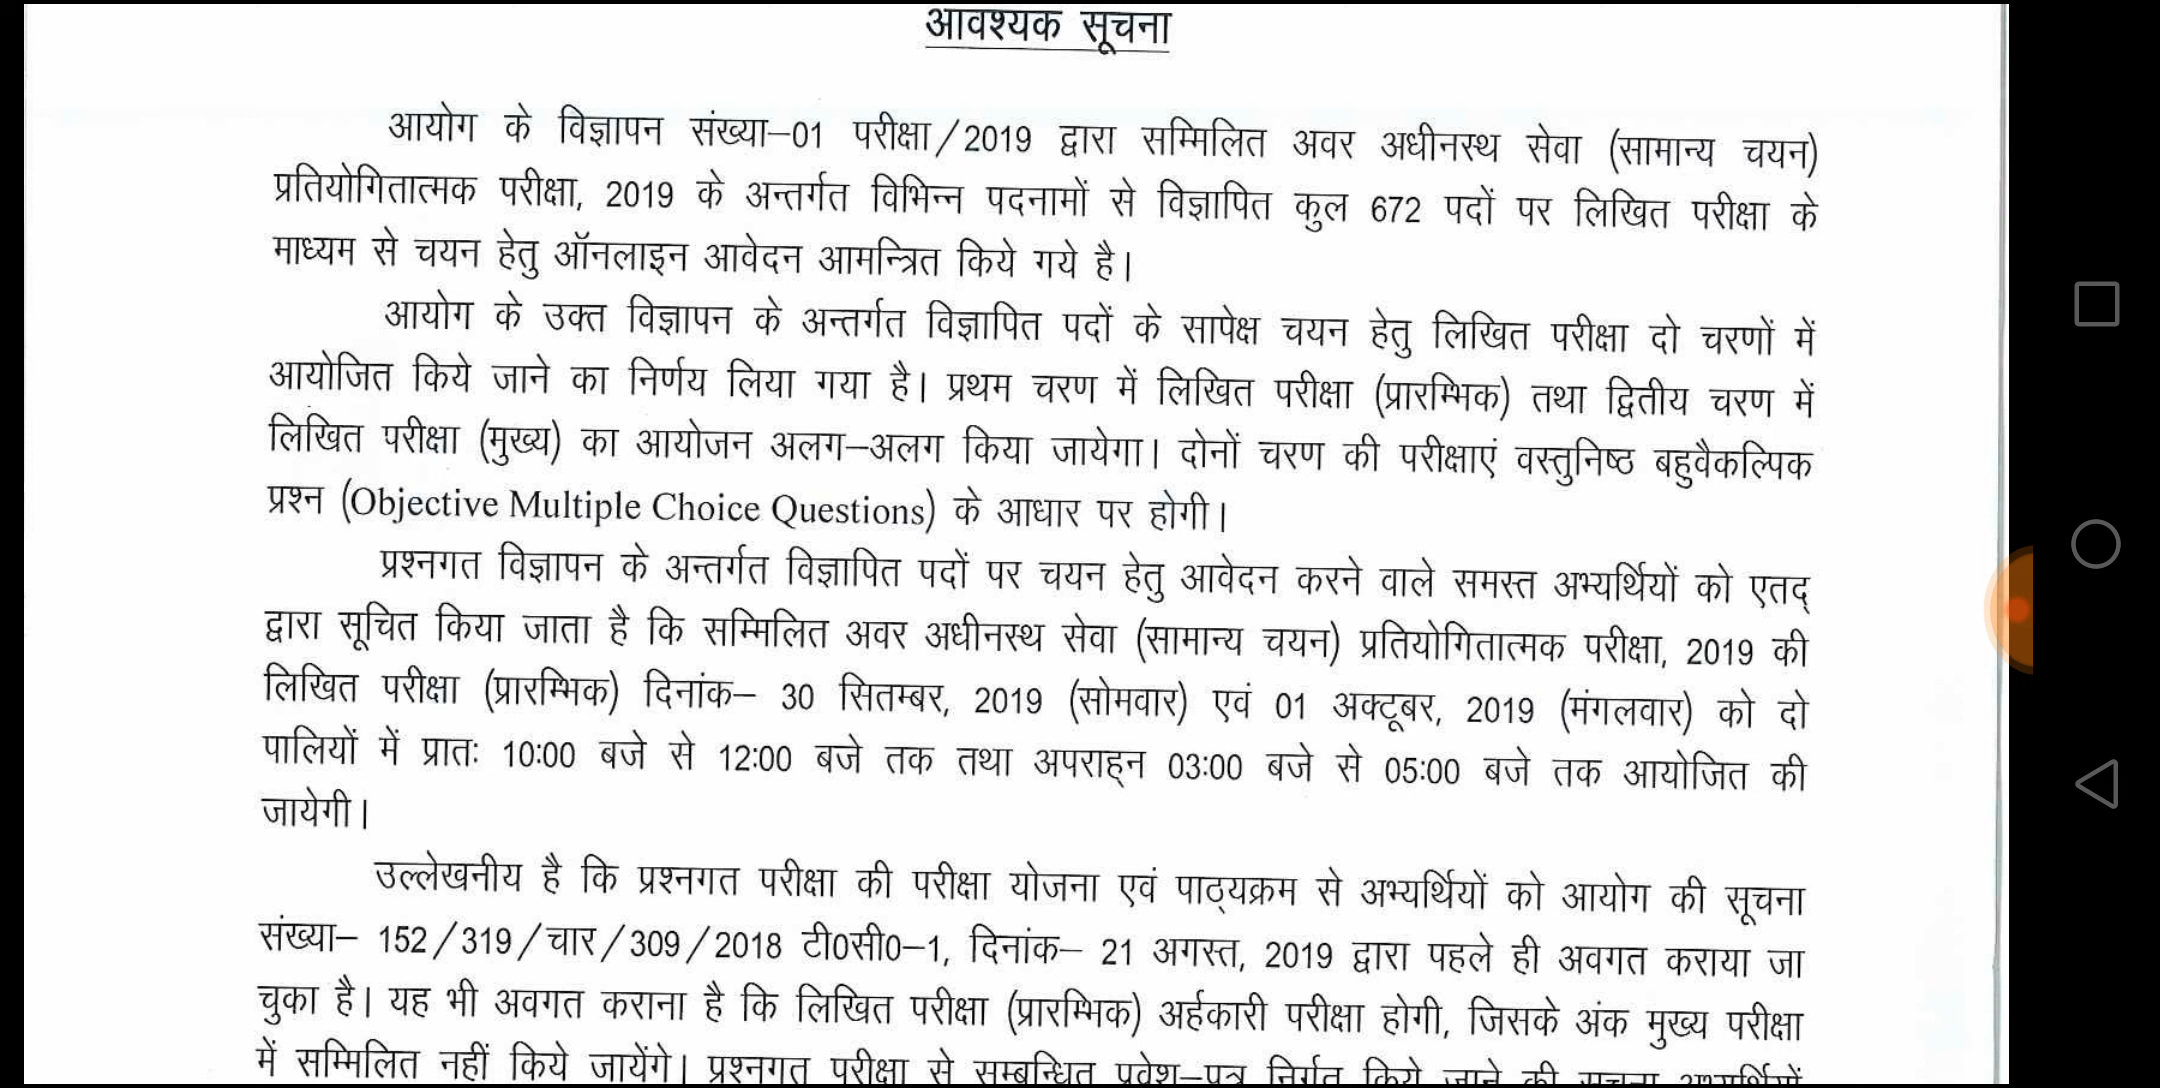 आवश्यक सूचना
आयोग के विज्ञापन संख्या–01 परीक्षा/2019 द्वारा सम्मिलित अवर अधीनस्थ सेवा (सामान्य चयन)
प्रतियोगितात्मक परीक्षा, 2019 के अन्तर्गत विभिन्न पदनामों से विज्ञापित कुल 672 पदों पर लिखित परीक्षा के
माध्यम से चयन हेतु ऑनलाइन आवेदन आमन्त्रित किये गये है।
आयोग के उक्त विज्ञापन के अन्तर्गत विज्ञापित पदों के सापेक्ष चयन हेतु लिखित परीक्षा दो चरणों में
आयोजित किये जाने का निर्णय लिया गया है। प्रथम चरण में लिखित परीक्षा (प्रारम्भिक) तथा द्वितीय चरण में
लिखित परीक्षा (मुख्य) का आयोजन अलग–अलग किया जायेगा। दोनों चरण की परीक्षाएं वस्तुनिष्ठ बहुवैकल्पिक
प्रश्न (Objective Multiple Choice Questions) के आधार पर होगी।
प्रश्नगत विज्ञापन के अन्तर्गत विज्ञापित पदों पर चयन हेतु आवेदन करने वाले समस्त अभ्यर्थियों को एतद्
द्वारा सूचित किया जाता है कि सम्मिलित अवर अधीनस्थ सेवा (सामान्य चयन) प्रतियोगितात्मक परीक्षा, 2019 की
लिखित परीक्षा (प्रारम्भिक) दिनांक– 30 सितम्बर, 2019 (सोमवार) एवं 01 अक्टूबर, 2019 (मंगलवार) को दो
पालियों में प्रातः 10:00 बजे से 12:00 बजे तक तथा अपराह्न 03:00 बजे से 05:00 बजे तक आयोजित की
जायेगी।
उल्लेखनीय है कि प्रश्नगत परीक्षा की परीक्षा योजना एवं पाठ्यक्रम से अभ्यर्थियों को आयोग की सूचना
संख्या– 152/319/चार/309/2018 टी0सी0–1, दिनांक– 21 अगस्त, 2019 द्वारा पहले ही अवगत कराया जा
चुका है। यह भी अवगत कराना है कि लिखित परीक्षा (प्रारम्भिक) अर्हकारी परीक्षा होगी, जिसके अंक मुख्य परीक्षा
में सम्मिलित नहीं किये जायेंगे। प्रश्नगत परीक्षा से सम्बन्धित प्रवेश–पत्र निर्गत किये जाने की सूचना अभ्यर्थियों